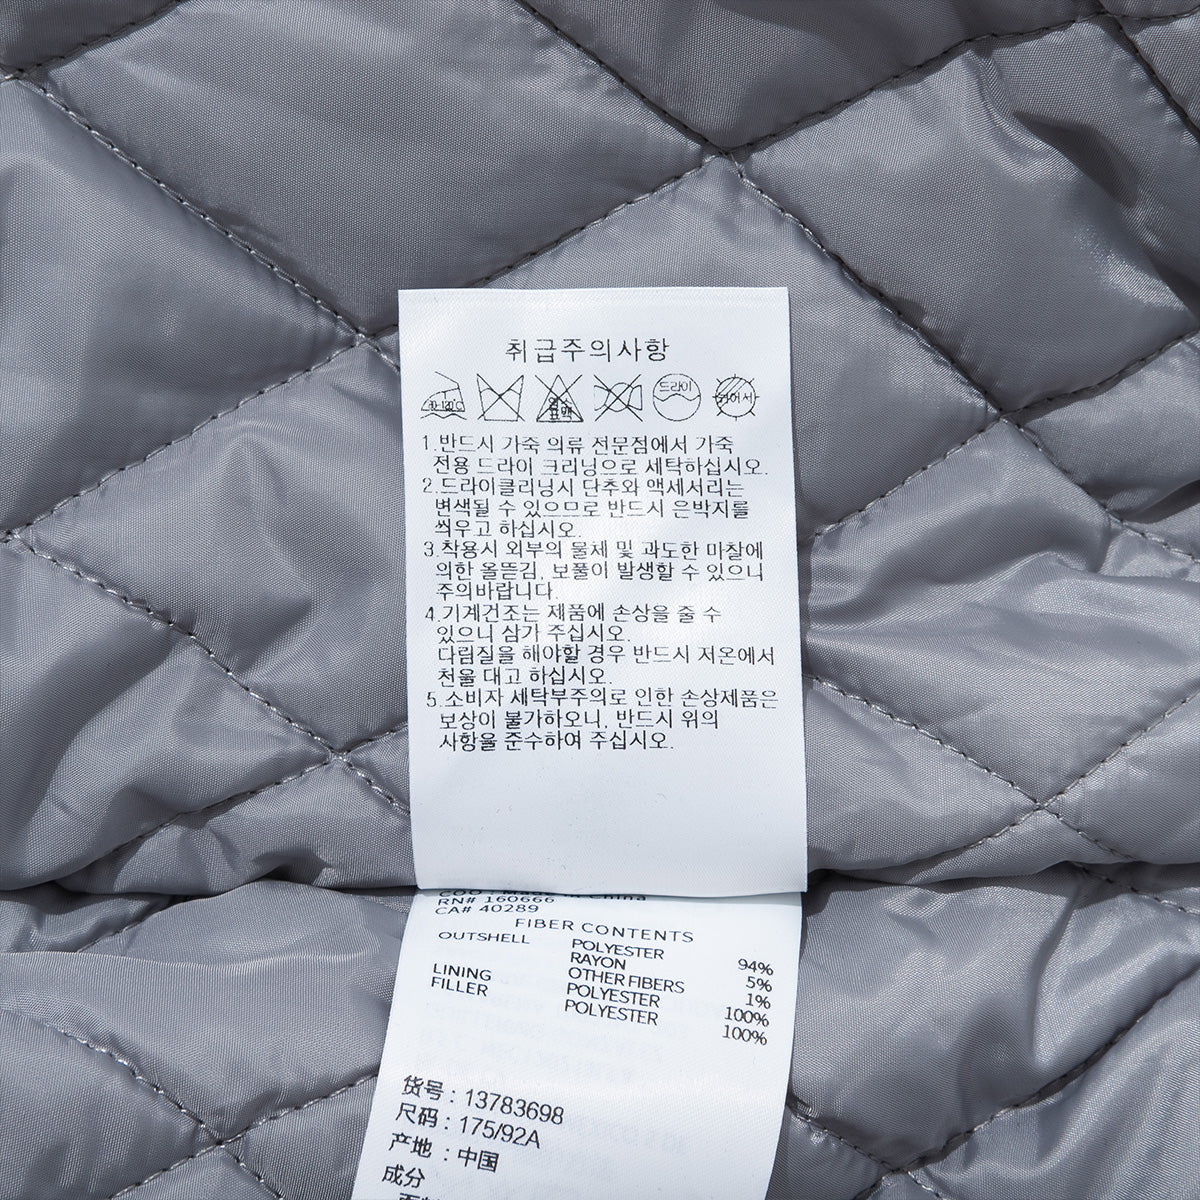 취급주의사항
80-120℃
염소
표백
드라이
뉘어서
1.반드시 가죽 의류 전문점에서 가죽
전용 드라이 크리닝으로 세탁하십시오.
2.드라이클리닝시 단추와 액세서리는
변색될 수 있으므로 반드시 은박지를
씌우고 하십시오.
3.착용시 외부의 물체 및 과도한 마찰에
의한 올뜯김, 보풀이 발생할 수 있으니
주의바랍니다.
4.기계건조는 제품에 손상을 줄 수
있으니 삼가 주십시오.
다림질을 해야할 경우 반드시 저온에서
천을 대고 하십시오.
5.소비자 세탁부주의로 인한 손상제품은
보상이 불가하오니, 반드시 위의
사항을 준수하여 주십시오.
RN# 160666
CA# 40289
FIBER CONTENTS
OUTSHELL POLYESTER 94%
RAYON 5%
OTHER FIBERS 1%
LINING POLYESTER 100%
FILLER POLYESTER 100%
货号 : 13783698
尺码 : 175/92A
产地 : 中国
成分